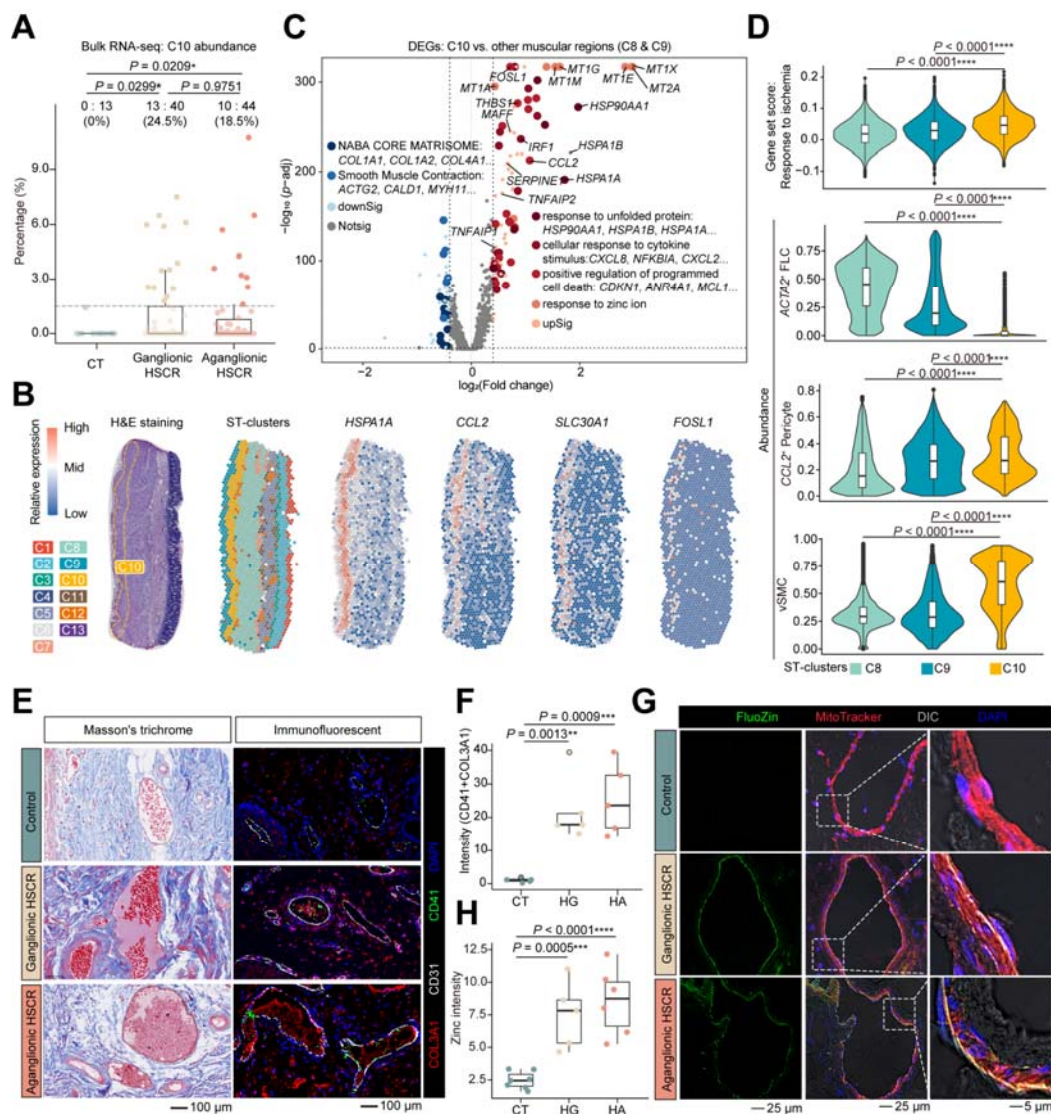 A
Bulk RNA-seq: C10 abundance
P = 0.0209*
P = 0.0299*
P = 0.9751
0 : 13
13 : 40
10 : 44
(0%)
(24.5%)
(18.5%)
Percentage (%)
9.0
6.0
3.0
0.0
CT
Ganglionic HSCR
Aganglionic HSCR
C
DEGs: C10 vs. other muscular regions (C8 & C9)
−log₁₀ (p-adj)
300
200
100
0
FOSL1
MT1A
THBS1
MAFF
MT1G
MT1M
MT1E
MT1X
MT2A
HSP90AA1
IRF1
HSPA1B
CCL2
SERPINE1
HSPA1A
TNFAIP2
TNFAIP1
NABA CORE MATRISOME:
COL1A1, COL1A2, COL4A1..
Smooth Muscle Contraction:
ACTG2, CALD1, MYH11...
downSig
Notsig
response to unfolded protein:
HSP90AA1, HSPA1B, HSPA1A...
cellular response to cytokine
stimulus:CXCL8, NFKBIA, CXCL2...
positive regulation of programmed
cell death: CDKN1, ANR4A1, MCL1...
response to zinc ion
upSig
−2
0
2
4
log₂(Fold change)
D
P < 0.0001****
P < 0.0001****
Gene set score:
Response to ischemia
0.2
0.1
0.0
−0.1
P < 0.0001****
P < 0.0001****
ACTA2⁺ FLC
0.75
0.50
0.25
0.00
P < 0.0001****
P < 0.0001****
Abundance
CCL2⁺ Pericyte
0.8
0.6
0.4
0.2
0.0
P < 0.0001****
P < 0.0001****
vSMC
1.00
0.75
0.50
0.25
0.00
ST-clusters
C8
C9
C10
B
Relative expression
High
Mid
Low
H&E staining
ST-clusters
HSPA1A
CCL2
SLC30A1
FOSL1
C10
C1
C8
C2
C9
C3
C10
C4
C11
C5
C12
C6
C13
C7
E
Masson's trichrome
Immunofluorescent
Control
Ganglionic HSCR
Aganglionic HSCR
DAPI
CD41
CD31
COL3A1
100 µm
100 µm
F
P = 0.0009***
P = 0.0013**
Intensity (CD41+COL3A1)
40
30
20
10
0
CT
HG
HA
H
P < 0.0001****
P = 0.0005***
Zinc intensity
12.5
10.0
7.5
5.0
2.5
CT
HG
HA
G
FluoZin
MitoTracker
DIC
DAPI
Control
Ganglionic HSCR
Aganglionic HSCR
25 µm
25 µm
5 µm